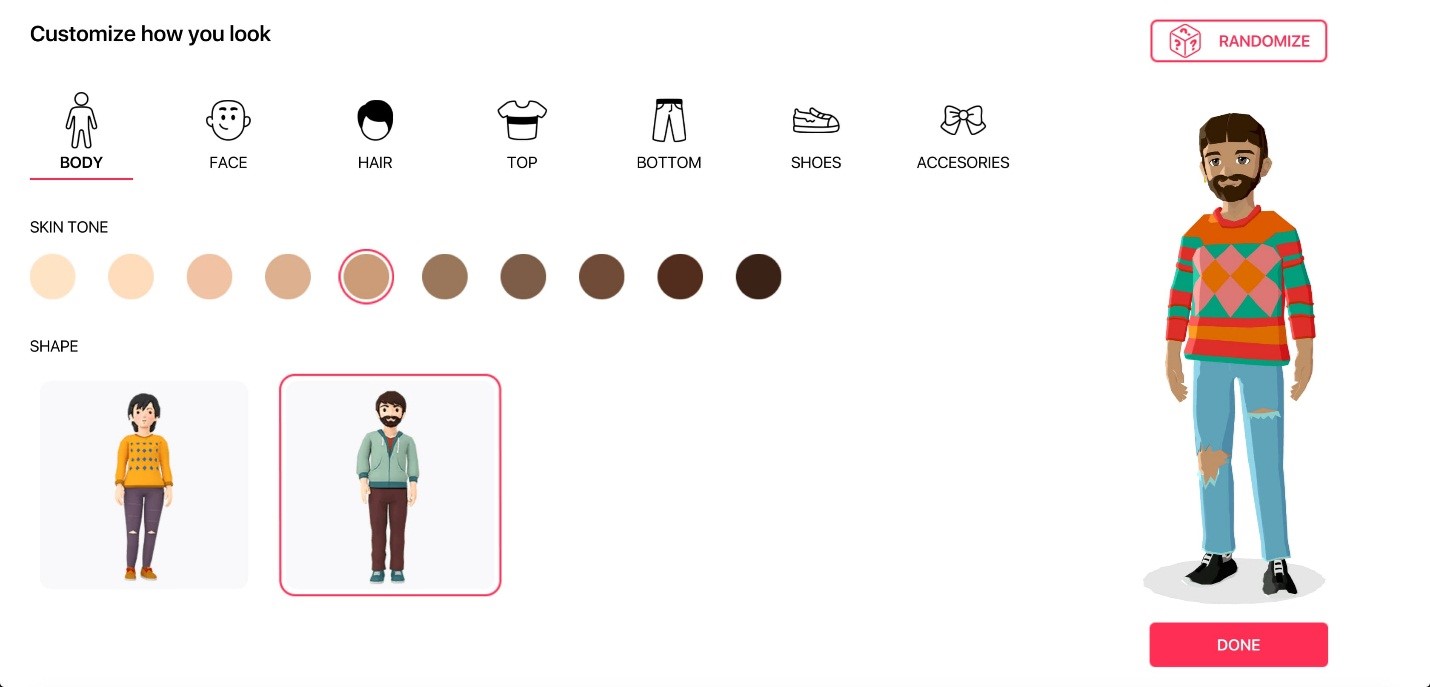 Customize how you look
RANDOMIZE
BODY
FACE
HAIR
TOP
BOTTOM
SHOES
ACCESORIES
SKIN TONE
SHAPE
DONE